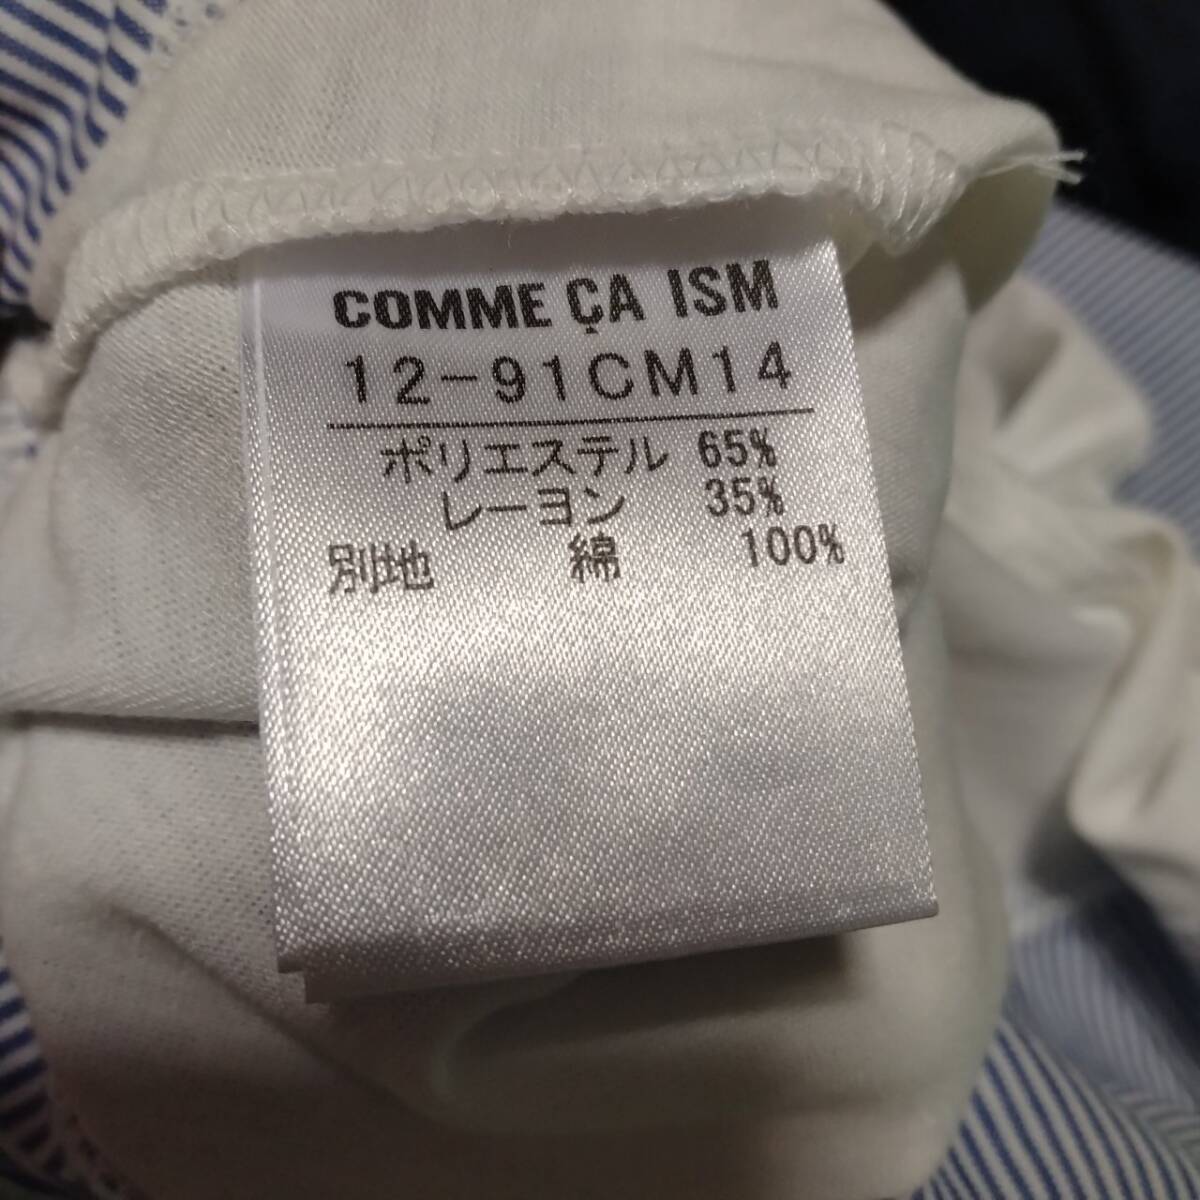 COMME ÇA ISM
12-91CM14
ポリエステル 65%
レーヨン 35%
別地 綿 100%